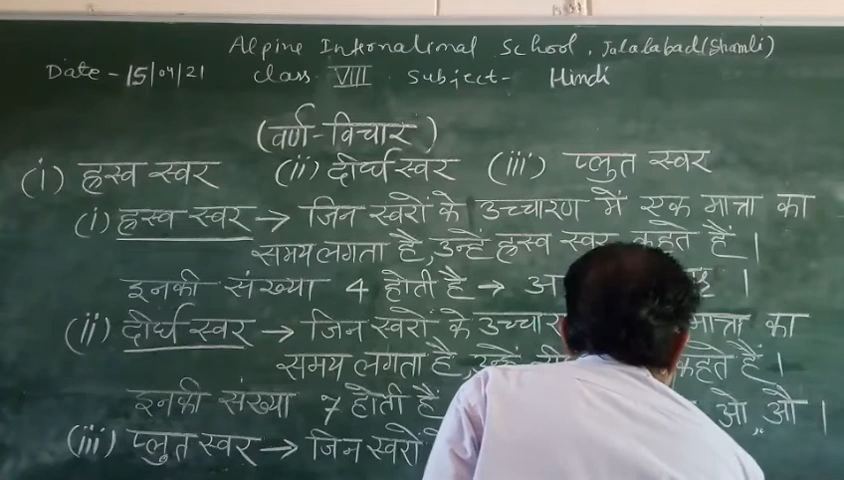 Alpine International School, Jalalabad (Shamli)
Date - 15/04/21 Class VIII Subject - Hindi
(वर्ण-विचार)
(i) ह्रस्व स्वर (ii) दीर्घ स्वर (iii) प्लुत स्वर
(i) ह्रस्व स्वर → जिन स्वरों के उच्चारण में एक मात्रा का
समय लगता है, उन्हें ह्रस्व स्वर कहते हैं।
इनकी संख्या 4 होती है → अ
(ii) दीर्घ स्वर → जिन स्वरों के मात्रा का
समय लगता है, उन्हें कहते हैं।
इनकी संख्या 7 होती है ओ, औ।
(iii) प्लुत स्वर → जिन स्वरों